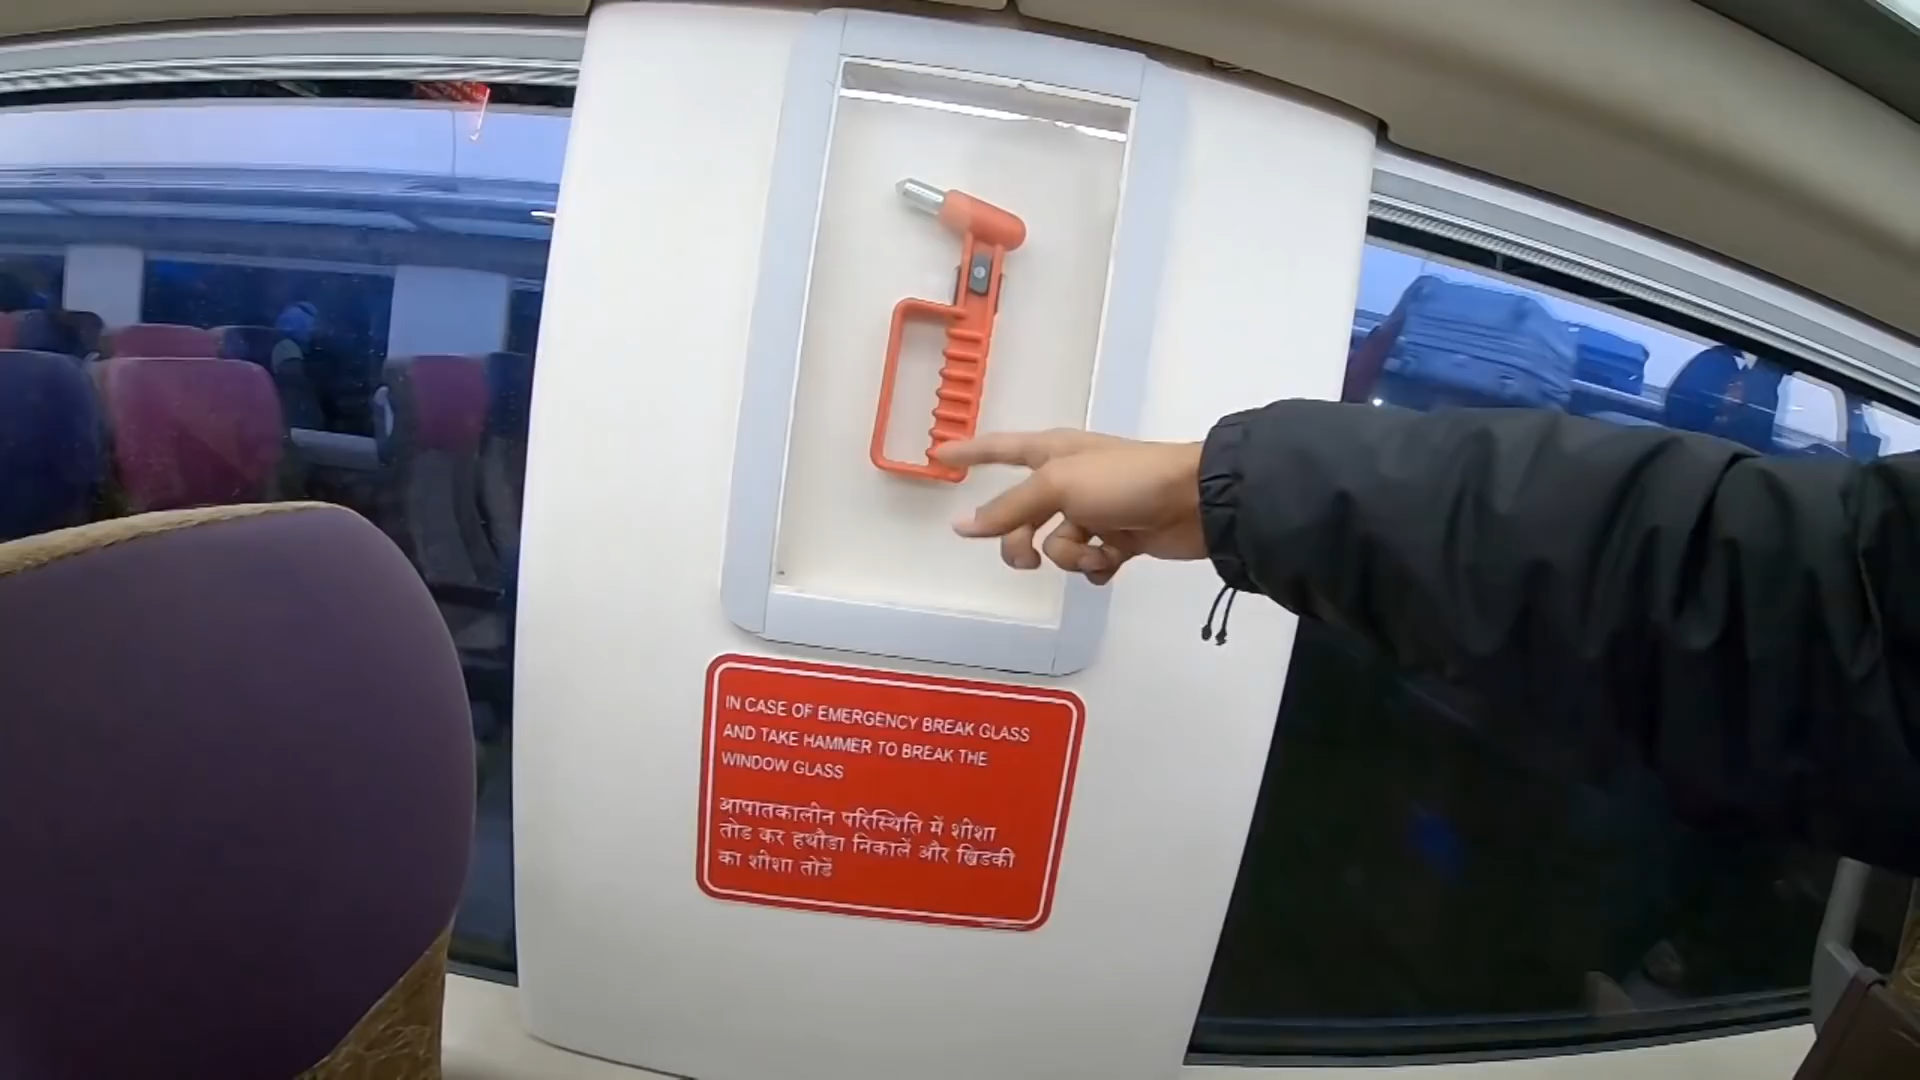 IN CASE OF EMERGENCY BREAK GLASS
AND TAKE HAMMER TO BREAK THE
WINDOW GLASS
आपातकालीन परिस्थिति में शीशा
तोड कर हथौडा निकालें और खिडकी
का शीशा तोडें